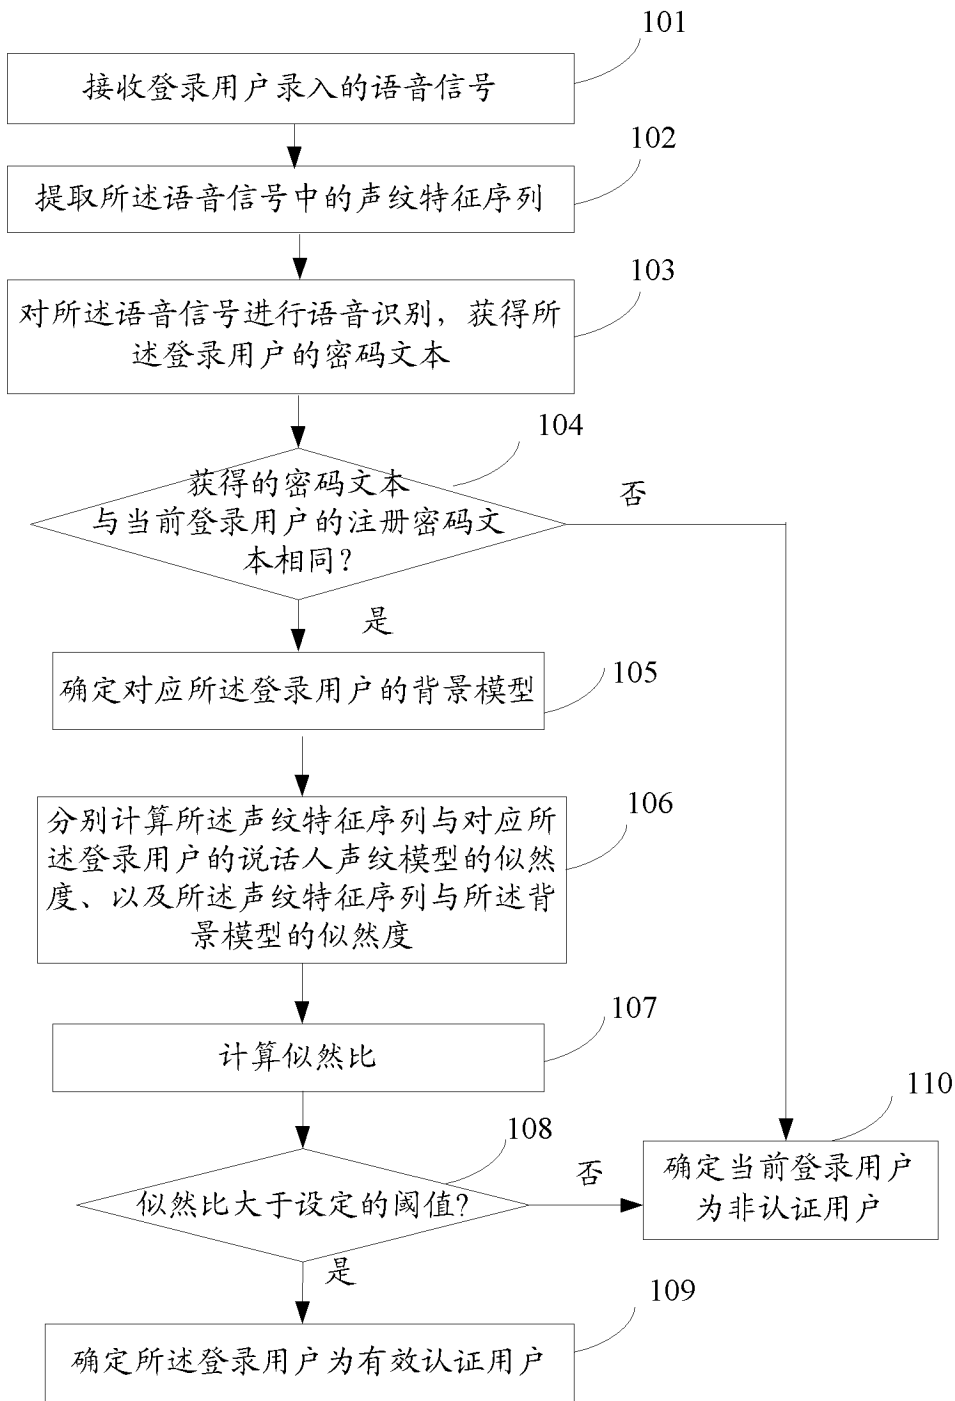 101
接收登录用户录入的语音信号
102
提取所述语音信号中的声纹特征序列
103
对所述语音信号进行语音识别，获得所
述登录用户的密码文本
104
获得的密码文本
与当前登录用户的注册密码文
本相同？
否
是
105
确定对应所述登录用户的背景模型
106
分别计算所述声纹特征序列与对应所
述登录用户的说话人声纹模型的似然
度、以及所述声纹特征序列与所述背
景模型的似然度
107
计算似然比
108
似然比大于设定的阈值？
否
110
确定当前登录用户
为非认证用户
是
109
确定所述登录用户为有效认证用户